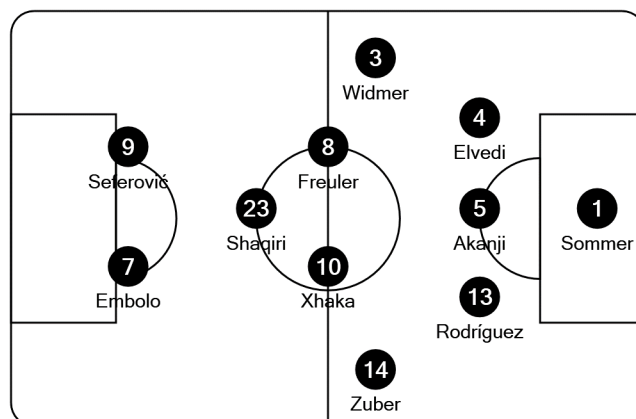 3
Widmer
4
Elvedi
9
Seferović
8
Freuler
23
Shaqiri
5
Akanji
1
Sommer
7
Embolo
10
Xhaka
13
Rodríguez
14
Zuber